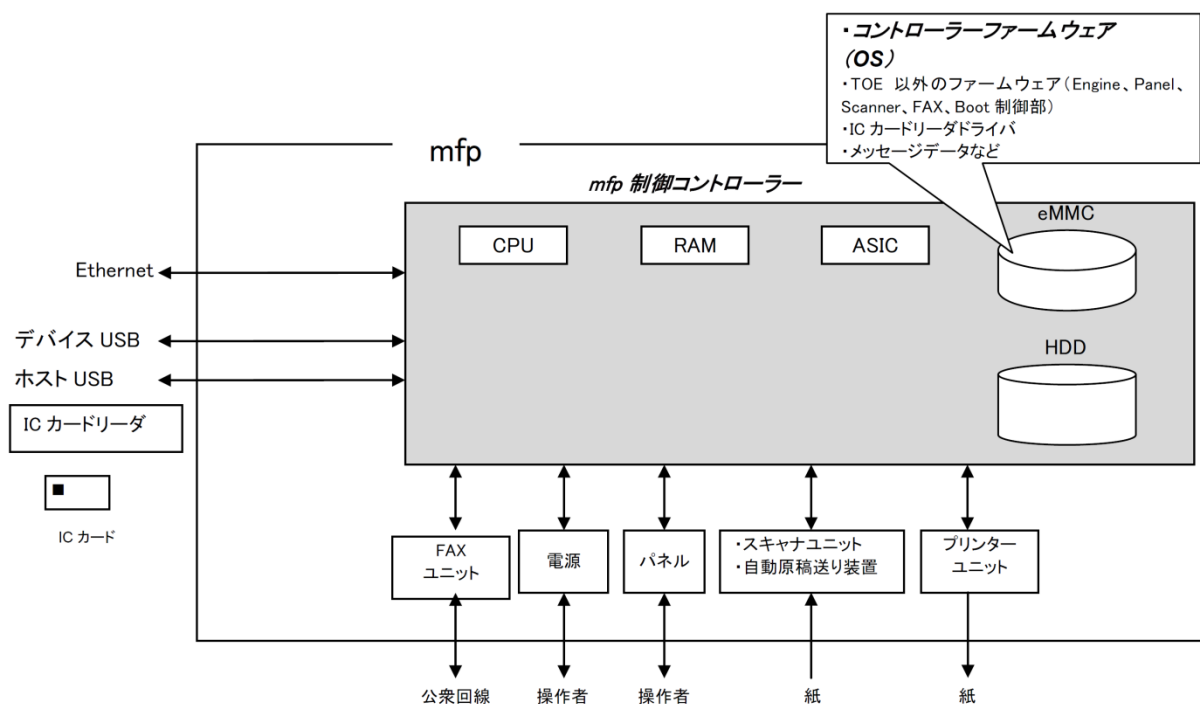 ・コントローラーファームウェア
(OS)
・TOE 以外のファームウェア(Engine、Panel、
Scanner、FAX、Boot 制御部)
・IC カードリーダドライバ
・メッセージデータなど
mfp
mfp 制御コントローラー
eMMC
CPU
RAM
ASIC
Ethernet
デバイス USB
HDD
ホスト USB
IC カードリーダ
■
IC カード
FAX
ユニット
電源
パネル
・スキャナユニット
・自動原稿送り装置
プリンター
ユニット
公衆回線
操作者
操作者
紙
紙